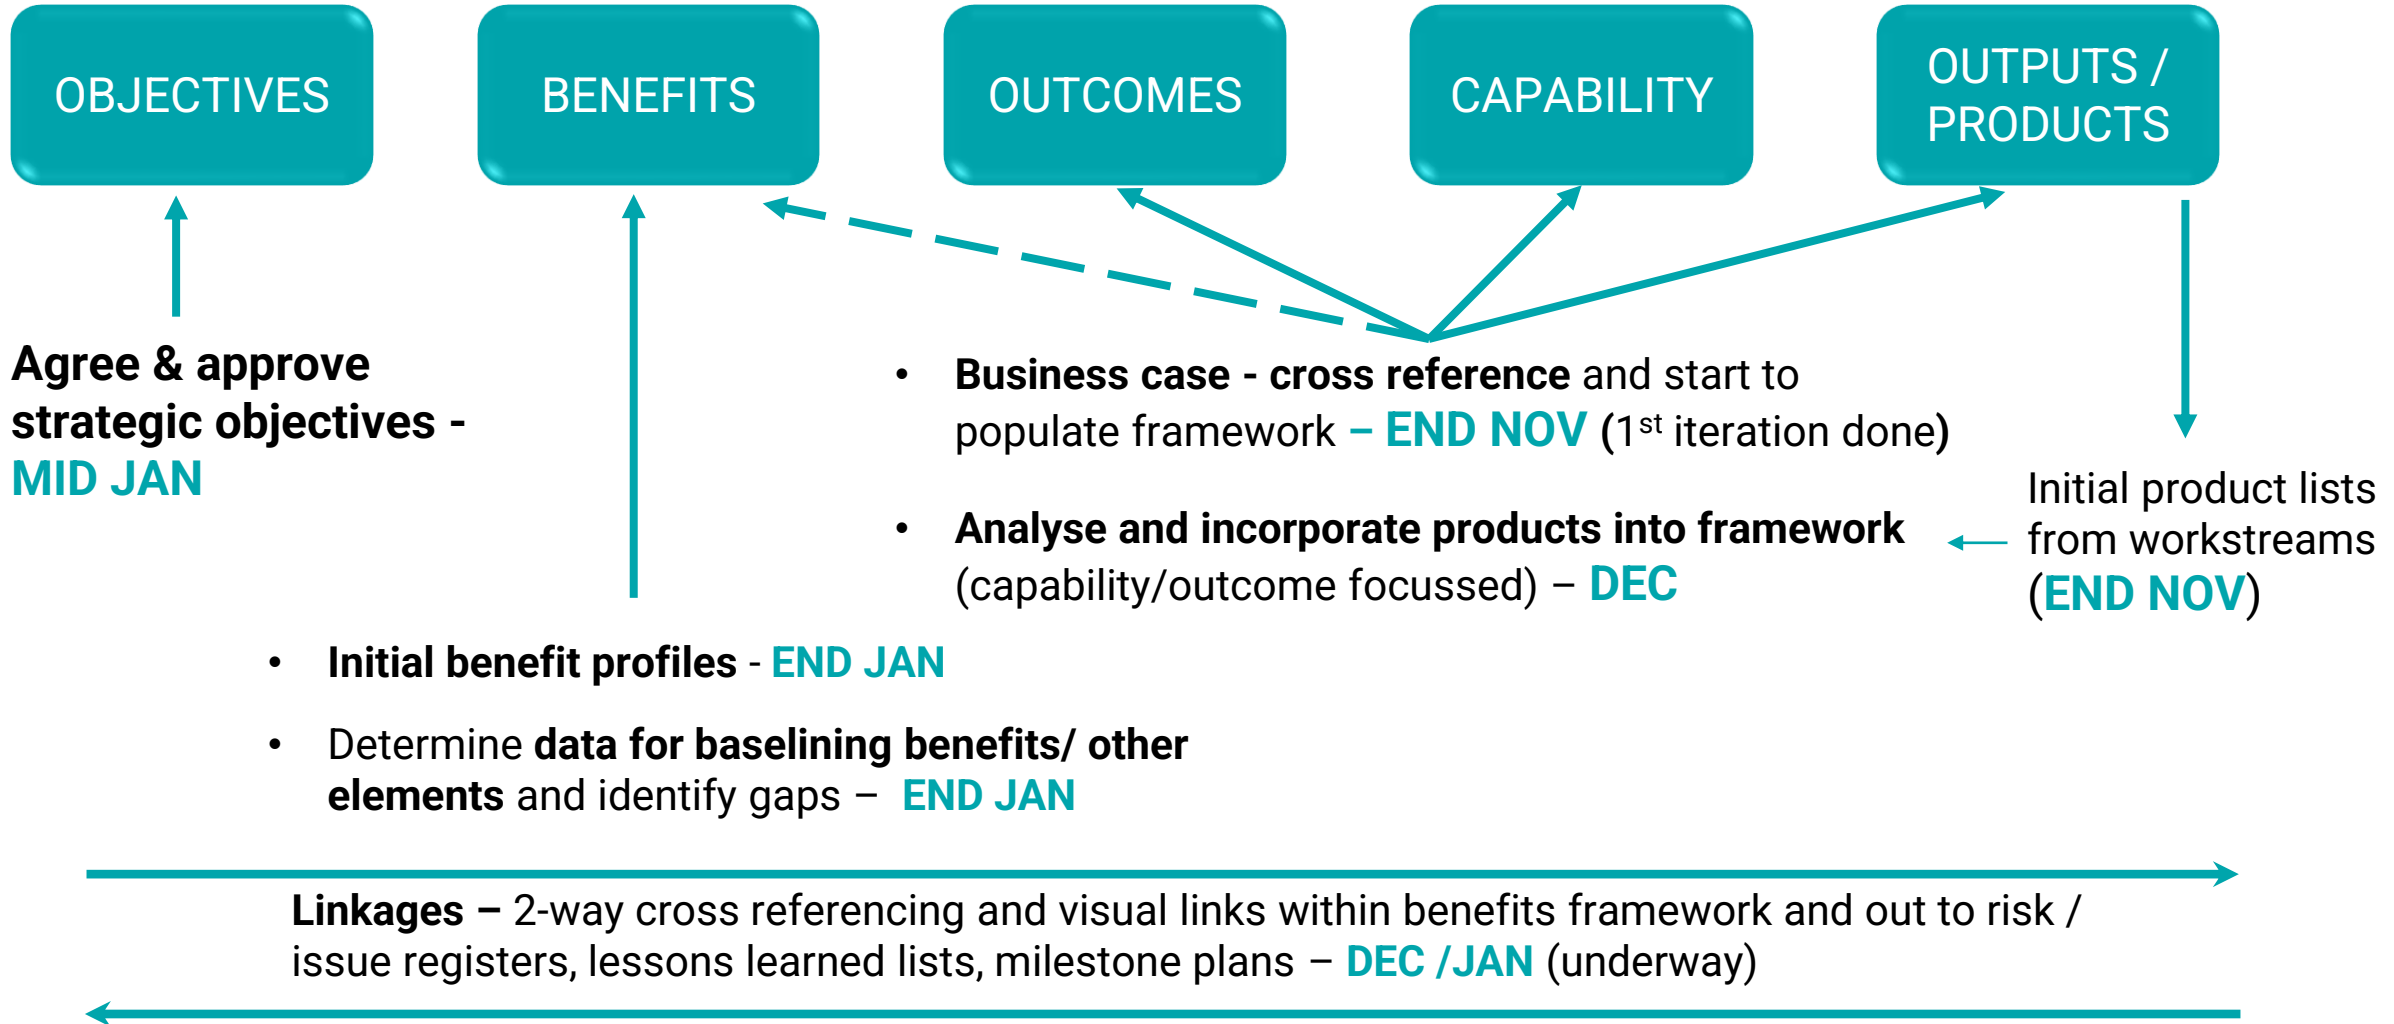 OBJECTIVES
BENEFITS
OUTCOMES
CAPABILITY
OUTPUTS /
PRODUCTS
Agree & approve
strategic objectives -
MID JAN
• Business case - cross reference and start to
populate framework – END NOV (1st iteration done)
• Analyse and incorporate products into framework
(capability/outcome focussed) – DEC
Initial product lists
from workstreams
(END NOV)
• Initial benefit profiles - END JAN
• Determine data for baselining benefits/ other
elements and identify gaps – END JAN
Linkages – 2-way cross referencing and visual links within benefits framework and out to risk /
issue registers, lessons learned lists, milestone plans – DEC /JAN (underway)